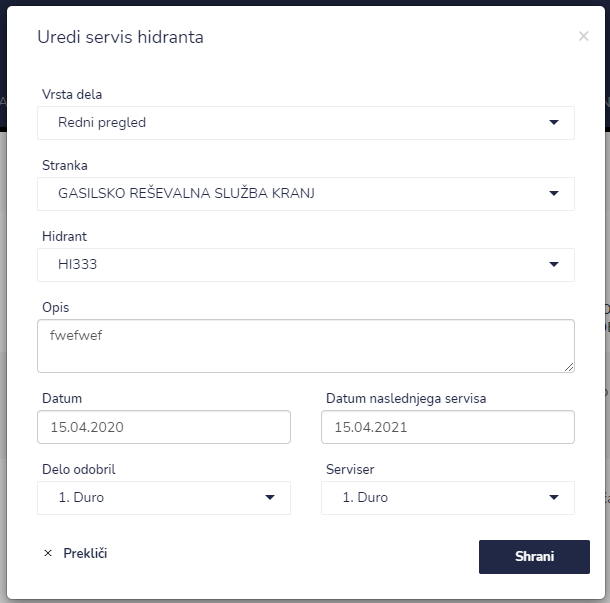 Uredi servis hidranta
×
Vrsta dela
Redni pregled
Stranka
GASILSKO REŠEVALNA SLUŽBA KRANJ
Hidrant
HI333
Opis
fwefwef
Datum
Datum naslednjega servisa
15.04.2020
15.04.2021
Delo odobril
Serviser
1. Duro
1. Duro
× Prekliči
Shrani